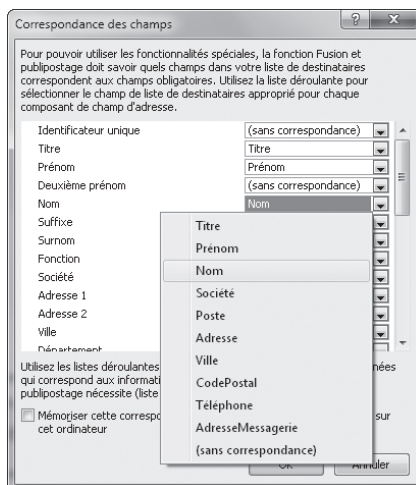 Correspondance des champs
Pour pouvoir utiliser les fonctionnalités spéciales, la fonction Fusion et
publipostage doit savoir quels champs dans votre liste de destinataires
correspondent aux champs obligatoires. Utilisez la liste déroulante pour
sélectionner le champ de liste de destinataires approprié pour chaque
composant de champ d'adresse.
Identificateur unique (sans correspondance)
Titre Titre
Prénom Prénom
Deuxième prénom (sans correspondance)
Nom Nom
Suffixe
Surnom
Fonction
Société
Adresse 1
Adresse 2
Ville
Département
Titre
Prénom
Nom
Société
Poste
Adresse
Ville
CodePostal
Téléphone
AdresseMessagerie
(sans correspondance)
Utilisez les listes déroulantes nées
qui correspond aux informati
publipostage nécessite (liste
Mémoriser cette correspo sur
cet ordinateur
OK Annuler